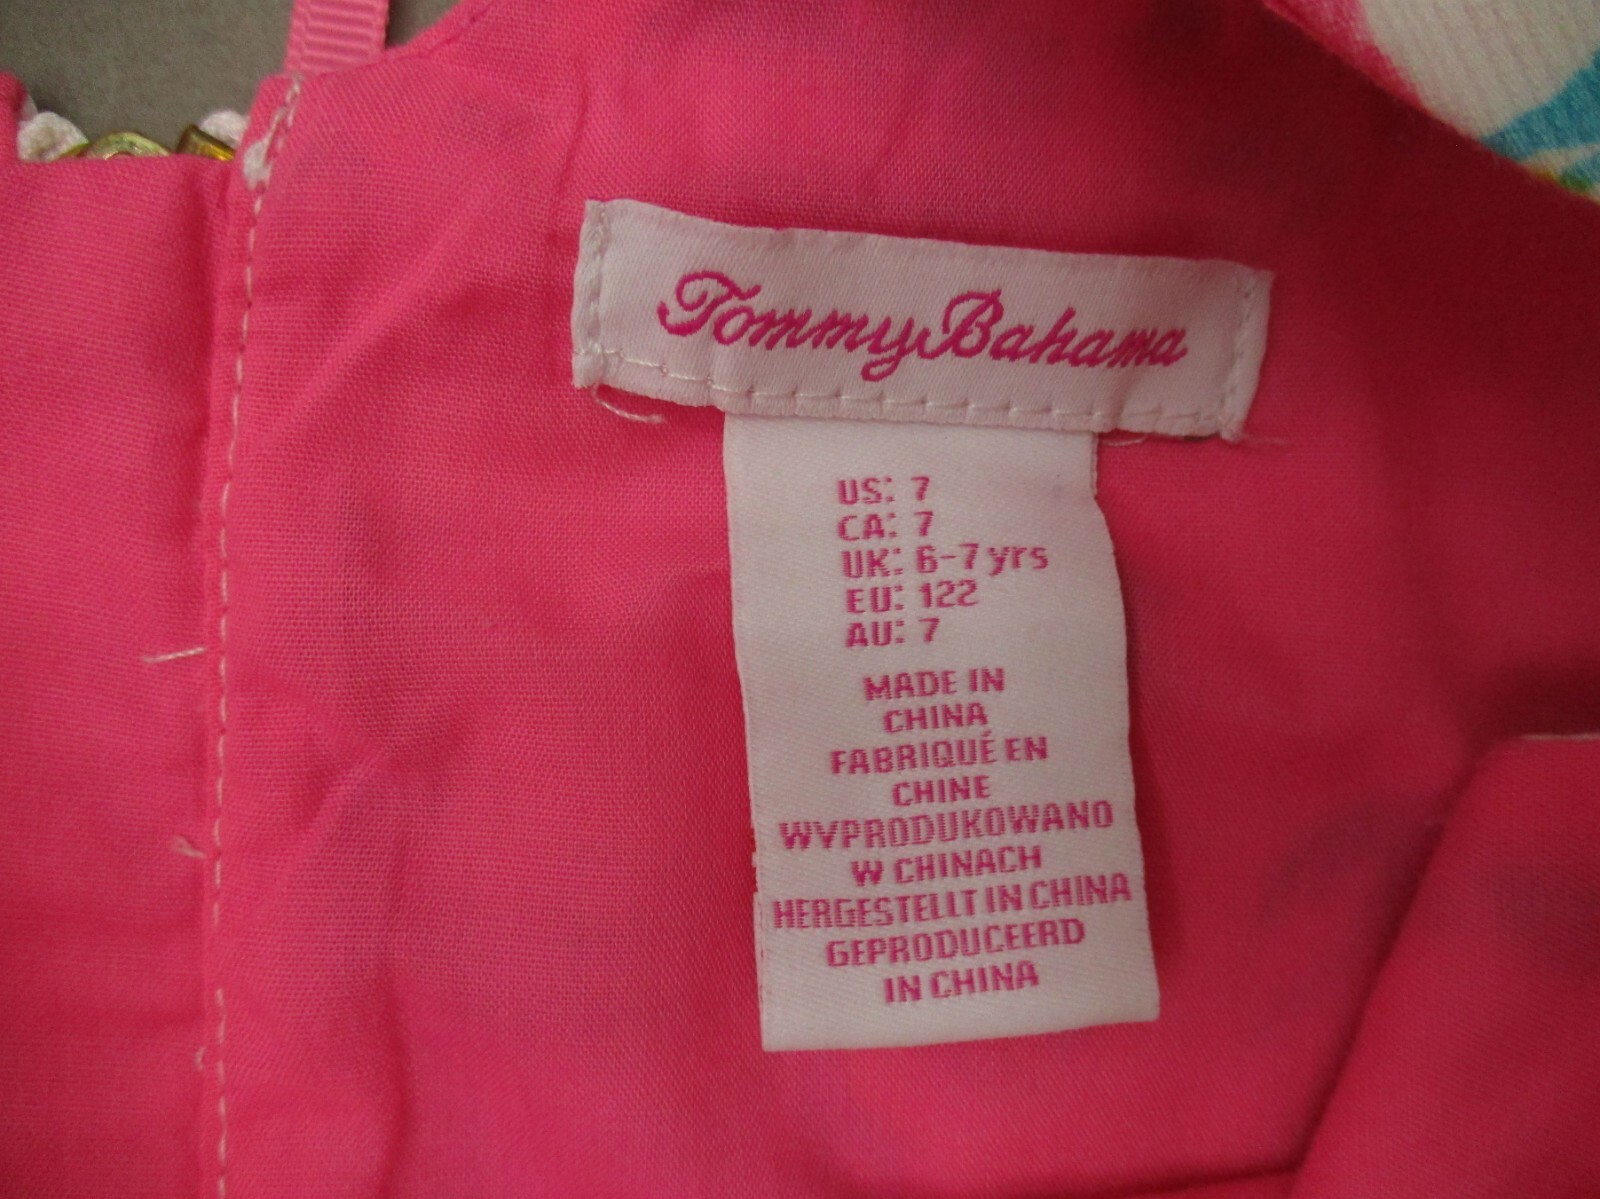 Tommy Bahama
US: 7
CA: 7
UK: 6-7 yrs
EU: 122
AU: 7
MADE IN
CHINA
FABRIQUÉ EN
CHINE
WYPRODUKOWANO
W CHINACH
HERGESTELLT IN CHINA
GEPRODUCEERD
IN CHINA